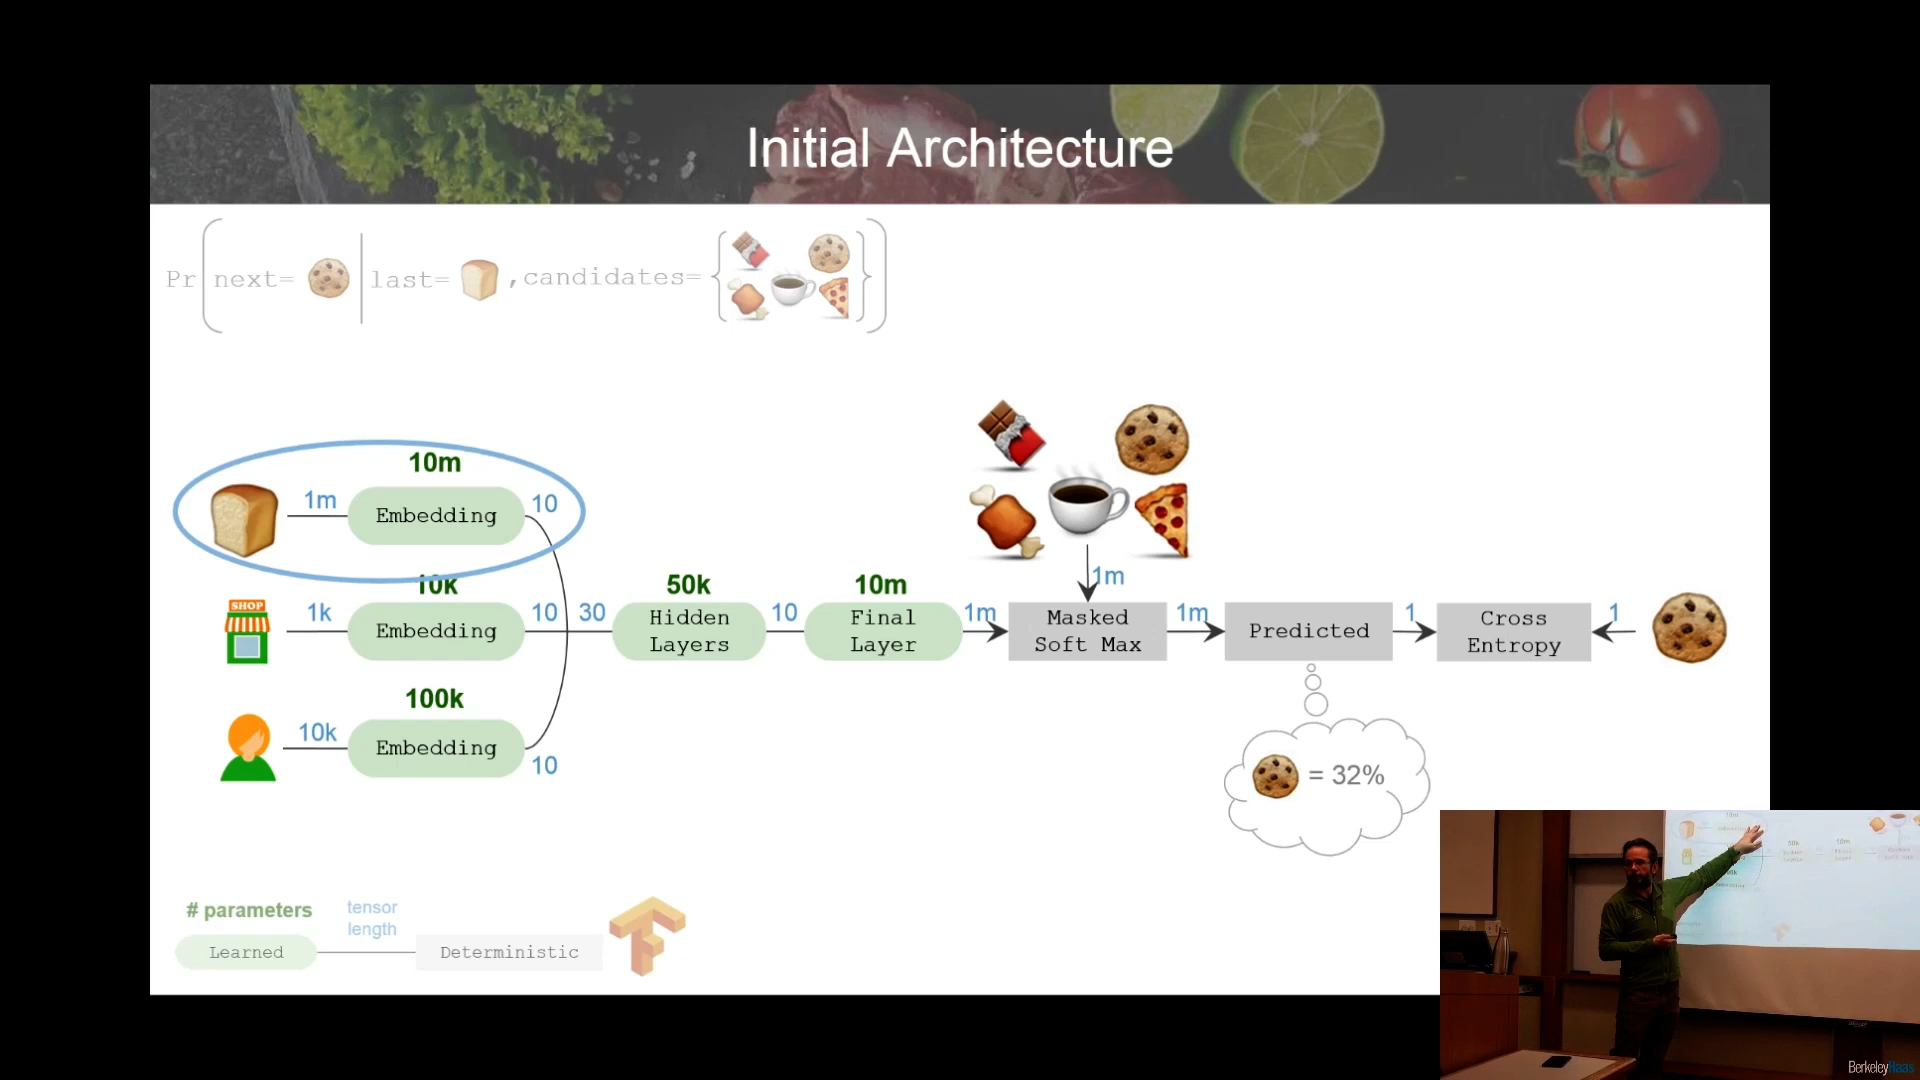 Initial Architecture
Pr next= last= ,candidates=
10m
1m Embedding 10
10k
SHOP 1k Embedding 10 30
50k
Hidden Layers 10
10m
Final Layer 1m
1m
Masked Soft Max 1m
Predicted 1
Cross Entropy 1
100k
10k Embedding 10
= 32%
# parameters
tensor length
Learned
Deterministic
BerkeleyHaas